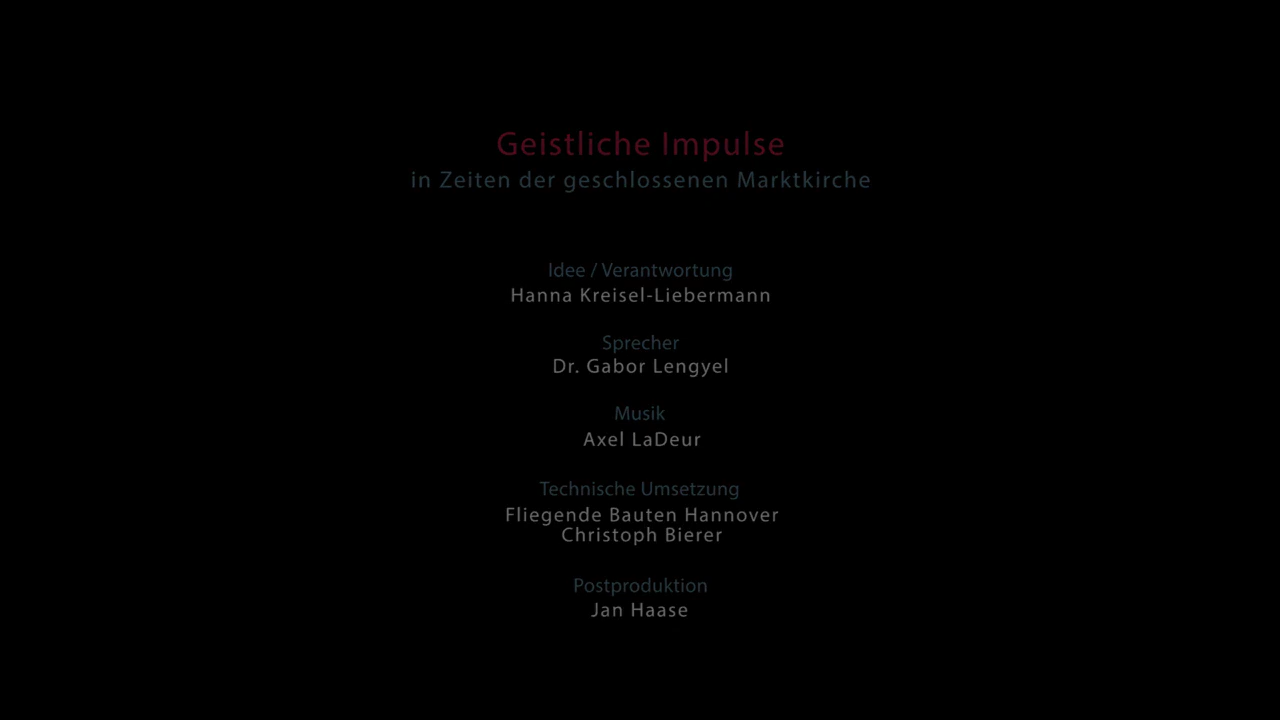 Geistliche Impulse
in Zeiten der geschlossenen Marktkirche
Idee / Verantwortung
Hanna Kreisel-Liebermann
Sprecher
Dr. Gabor Lengyel
Musik
Axel LaDeur
Technische Umsetzung
Fliegende Bauten Hannover
Christoph Bierer
Postproduktion
Jan Haase